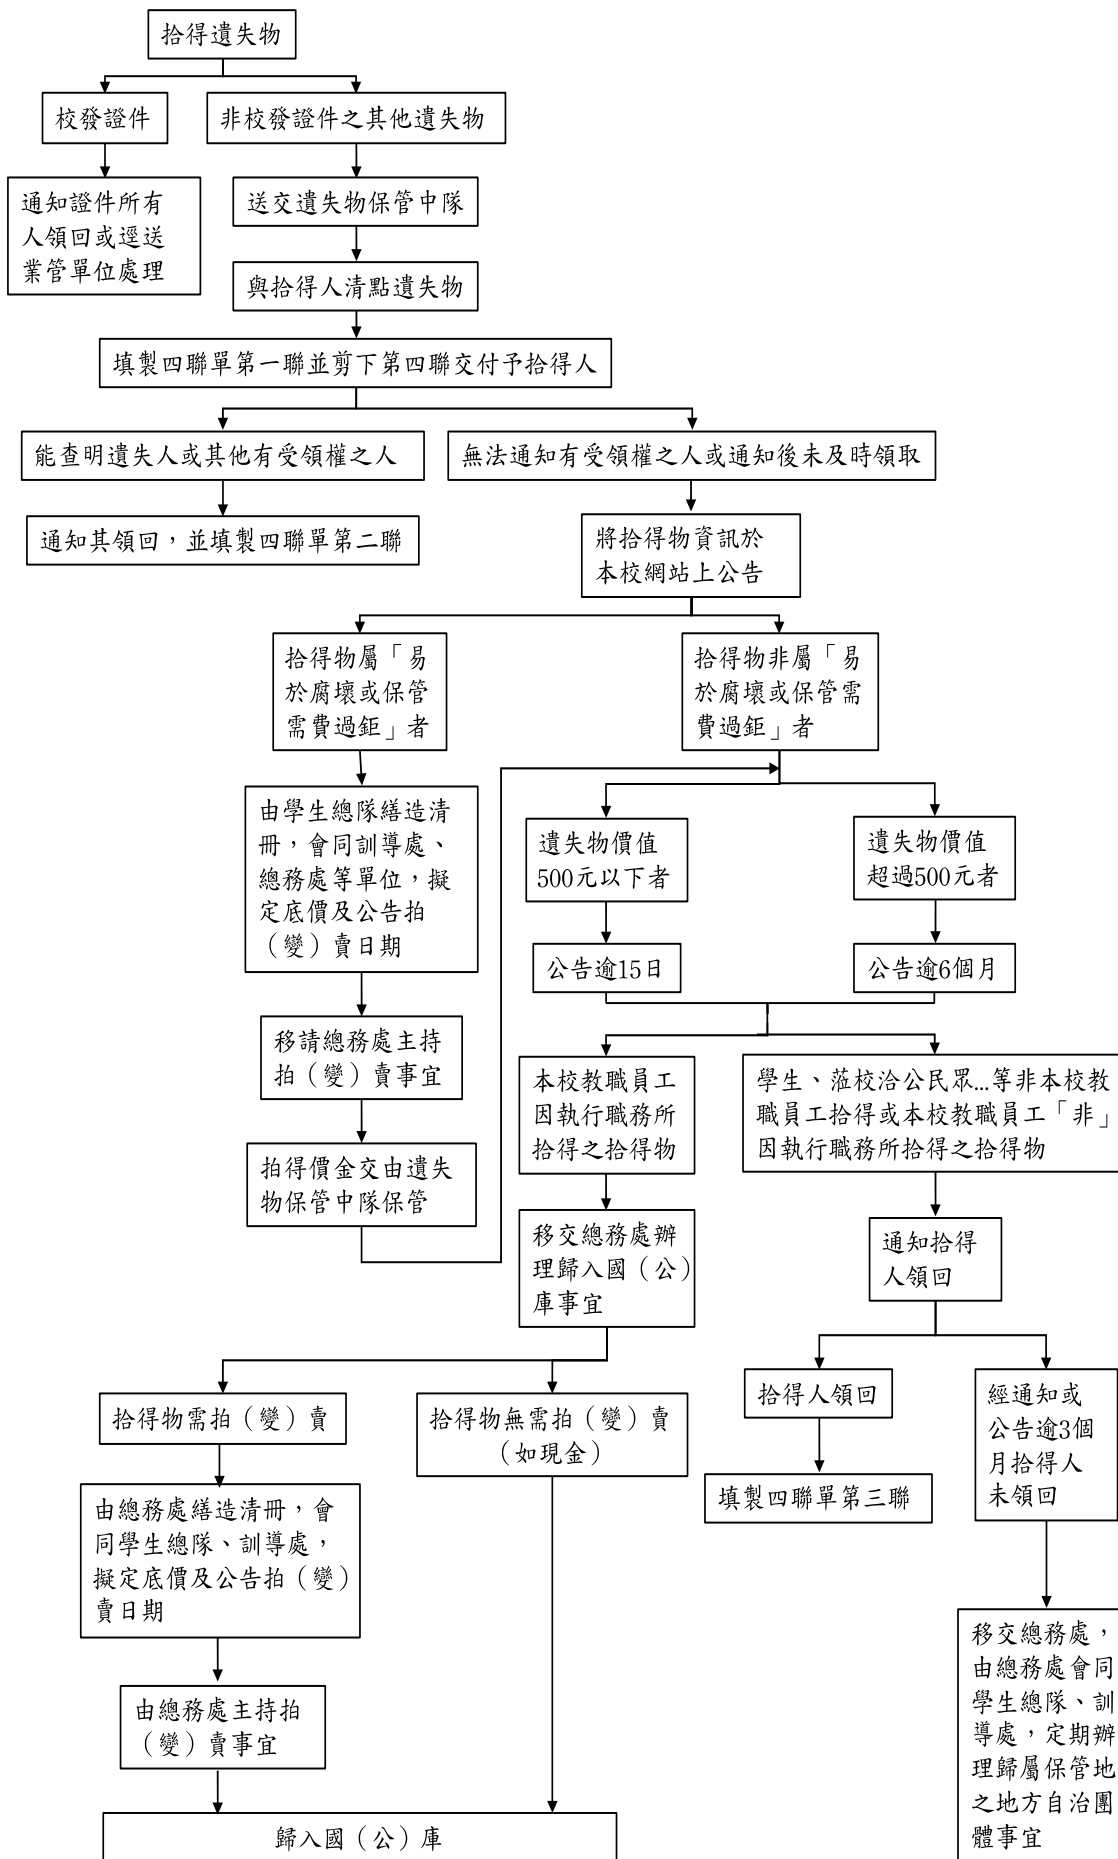 拾得遺失物
校發證件
非校發證件之其他遺失物
通知證件所有
人領回或逕送
業管單位處理
送交遺失物保管中隊
與拾得人清點遺失物
填製四聯單第一聯並剪下第四聯交付予拾得人
能查明遺失人或其他有受領權之人
無法通知有受領權之人或通知後未及時領取
通知其領回，並填製四聯單第二聯
將拾得物資訊於
本校網站上公告
拾得物屬「易
於腐壞或保管
需費過鉅」者
拾得物非屬「易
於腐壞或保管需
費過鉅」者
由學生總隊繕造清
冊，會同訓導處、
總務處等單位，擬
定底價及公告拍
（變）賣日期
遺失物價值
500元以下者
遺失物價值
超過500元者
公告逾15日
公告逾6個月
移請總務處主持
拍（變）賣事宜
本校教職員工
因執行職務所
拾得之拾得物
學生、蒞校洽公民眾...等非本校教
職員工拾得或本校教職員工「非」
因執行職務所拾得之拾得物
拍得價金交由遺失
物保管中隊保管
移交總務處辦
理歸入國（公）
庫事宜
通知拾得
人領回
拾得物需拍（變）賣
拾得物無需拍（變）賣
（如現金）
拾得人領回
經通知或
公告逾3個
月拾得人
未領回
由總務處繕造清冊，會
同學生總隊、訓導處，
擬定底價及公告拍（變）
賣日期
填製四聯單第三聯
由總務處主持拍
（變）賣事宜
移交總務處，
由總務處會同
學生總隊、訓
導處，定期辦
理歸屬保管地
之地方自治團
體事宜
歸入國（公）庫